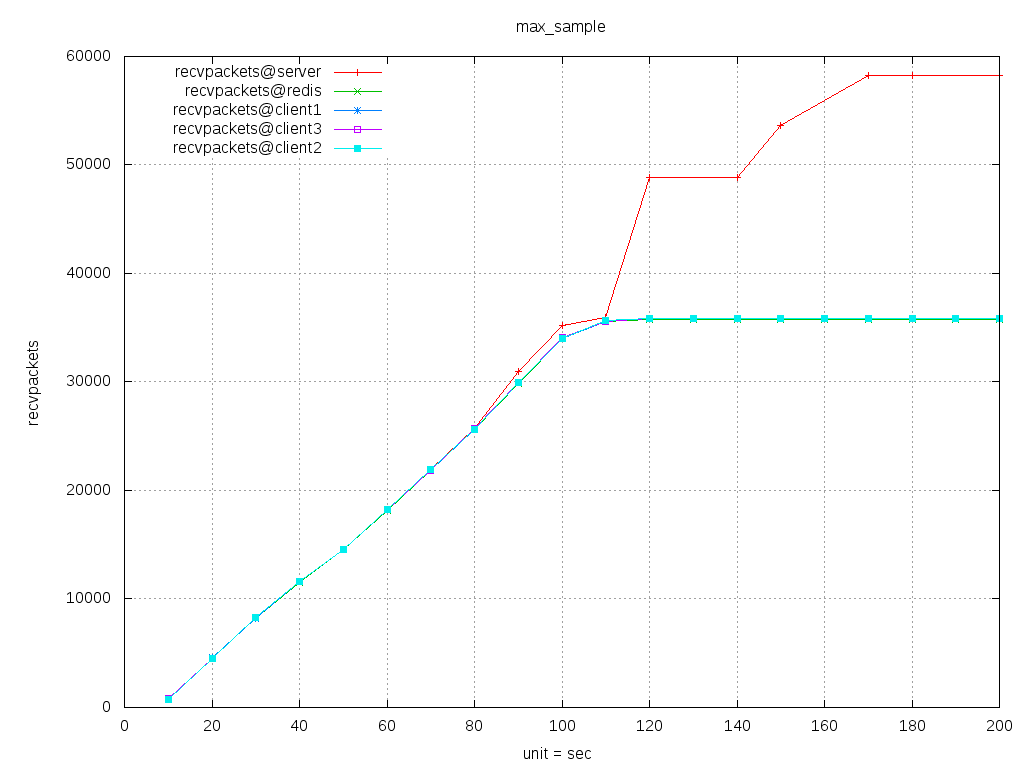 max_sample
60000
50000
40000
30000
20000
10000
0
recvpackets
recvpackets@server
recvpackets@redis
recvpackets@client1
recvpackets@client3
recvpackets@client2
0 20 40 60 80 100 120 140 160 180 200
unit = sec